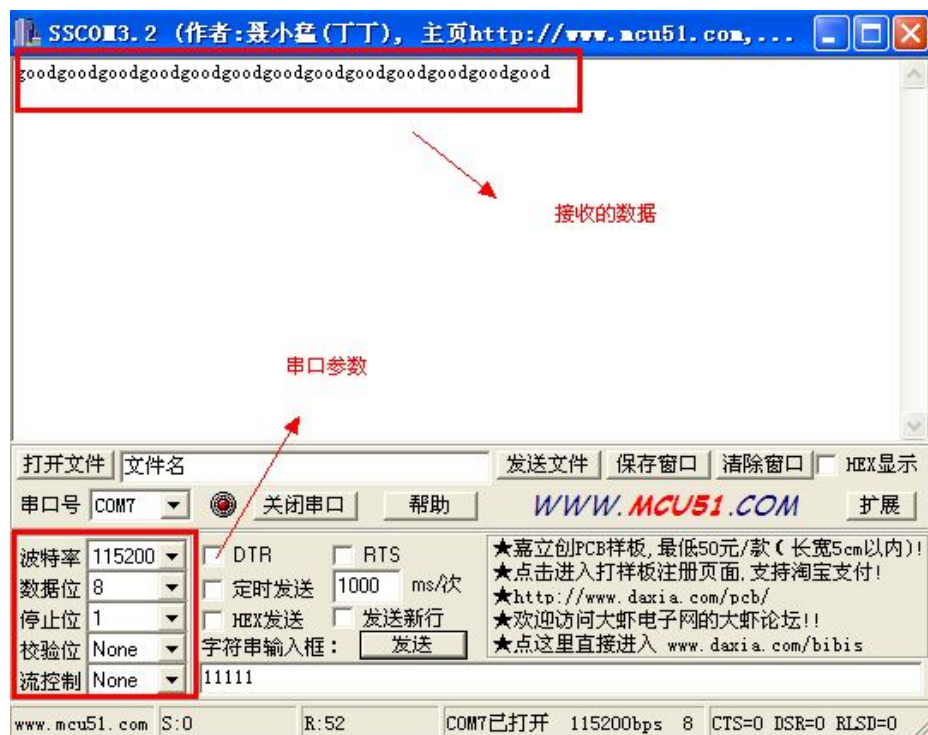 SSCOM3.2 (作者:聂小猛(丁丁), 主页http://www.mcu51.com,...
goodgoodgoodgoodgoodgoodgoodgoodgoodgoodgoodgoodgood
接收的数据
串口参数
打开文件 文件名 发送文件 保存窗口 清除窗口 HEX显示
串口号 COM7 关闭串口 帮助 WWW.MCU51.COM 扩展
波特率 115200 DTR RTS ★嘉立创PCB样板,最低50元/款(长宽5cm以内)!
★点击进入打样板注册页面,支持淘宝支付!
数据位 8 定时发送 1000 ms/次 ★http://www.daxia.com/pcb/
停止位 1 HEX发送 发送新行 ★欢迎访问大虾电子网的大虾论坛!!
校验位 None 字符串输入框: 发送 ★点这里直接进入 www.daxia.com/bibis
流控制 None 11111
www.mcu51.com S:0 R:52 COM7已打开 115200bps 8 CTS=0 DSR=0 RLSD=0